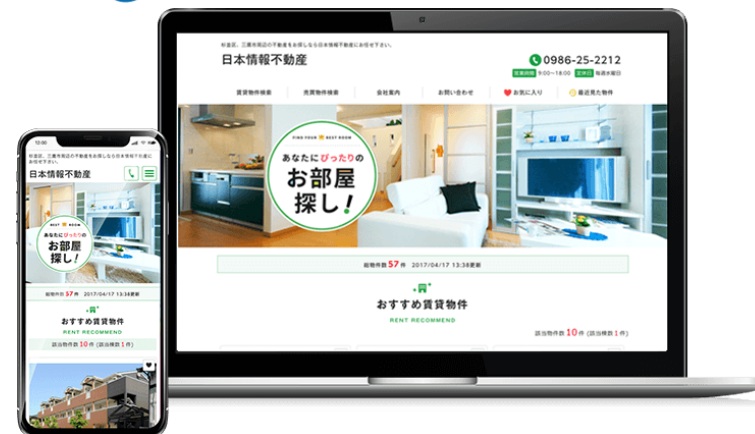 杉並区、三鷹市周辺の不動産をお探しなら日本情報不動産にお任せ下さい。
日本情報不動産
0986-25-2212
営業時間 9:00〜18:00 定休日 毎週水曜日
賃貸物件検索 売買物件検索 会社案内 お問い合わせ お気に入り 最近見た物件
FIND YOUR BEST ROOM
あなたにぴったりの
お部屋
探し!
総物件数 57 件 2017/04/17 13:38更新
おすすめ賃貸物件
RENT RECOMMEND
該当物件数 10 件 (該当棟数 1 件)
12:00
杉並区、三鷹市周辺の不動産をお探しなら日本情報不動産に
お任せ下さい。
日本情報不動産
BEST ROOM
あなたにぴったりの
お部屋
探し!
総物件数 57 件 2017/04/17 13:38更新
おすすめ賃貸物件
RENT RECOMMEND
該当物件数 10 件 (該当棟数 1 件)